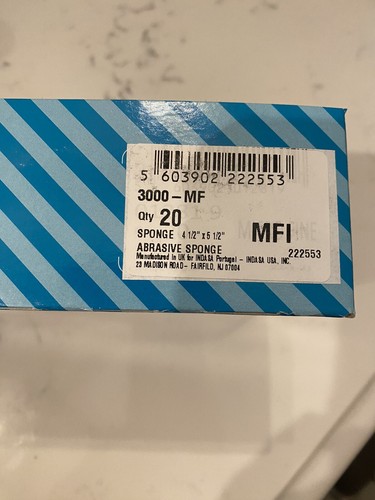 5 603902 222553
3000-MF
Qty 20
SPONGE 4 1/2" x 5 1/2"
MFI
ABRASIVE SPONGE
222553
Manufactured in UK for INDASA Portugal - INDASA USA, INC.
23 MADISON ROAD- FAIRFILD, NJ 07004